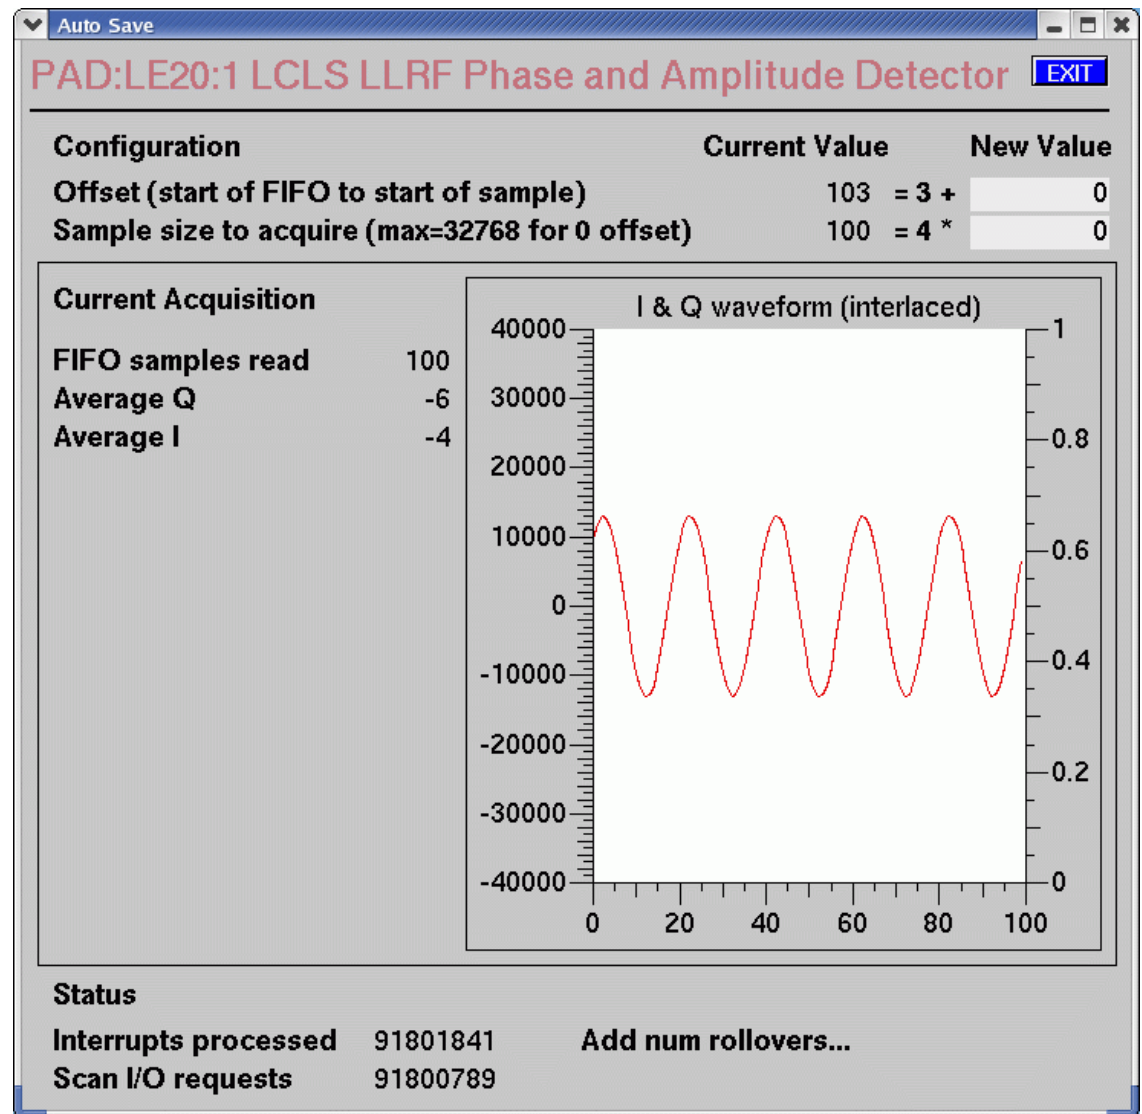 Auto Save
PAD:LE20:1 LCLS LLRF Phase and Amplitude Detector EXIT
Configuration Current Value New Value
Offset (start of FIFO to start of sample) 103 = 3 + 0
Sample size to acquire (max=32768 for 0 offset) 100 = 4 * 0
Current Acquisition
FIFO samples read 100
Average Q -6
Average I -4
I & Q waveform (interlaced)
40000 1
30000
0.8
20000
10000
0.6
0
-10000
0.4
-20000
0.2
-30000
-40000 0
0 20 40 60 80 100
Status
Interrupts processed 91801841 Add num rollovers...
Scan I/O requests 91800789